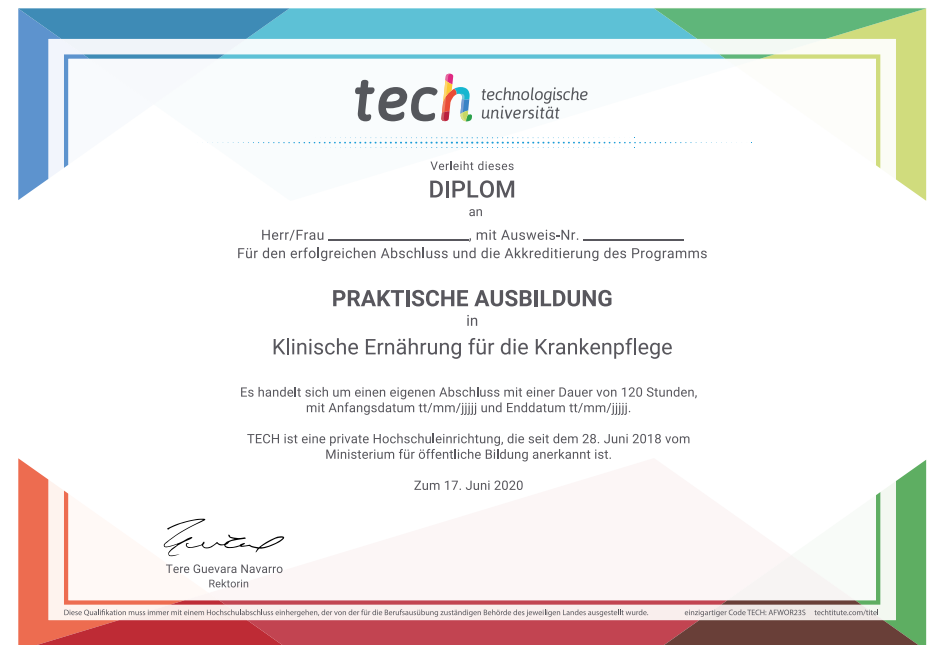 tech technologische
universität
Verleiht dieses
DIPLOM
an
Herr/Frau ________________, mit Ausweis-Nr. ____________
Für den erfolgreichen Abschluss und die Akkreditierung des Programms
PRAKTISCHE AUSBILDUNG
in
Klinische Ernährung für die Krankenpflege
Es handelt sich um einen eigenen Abschluss mit einer Dauer von 120 Stunden,
mit Anfangsdatum tt/mm/jjjjj und Enddatum tt/mm/jjjjj.
TECH ist eine private Hochschuleinrichtung, die seit dem 28. Juni 2018 vom
Ministerium für öffentliche Bildung anerkannt ist.
Zum 17. Juni 2020
Tere Guevara Navarro
Rektorin
Diese Qualifikation muss immer mit einem Hochschulabschluss einhergehen, der von der für die Berufsausübung zuständigen Behörde des jeweiligen Landes ausgestellt wurde. einzigartiger Code TECH: AFWOR23S techtitute.com/titel